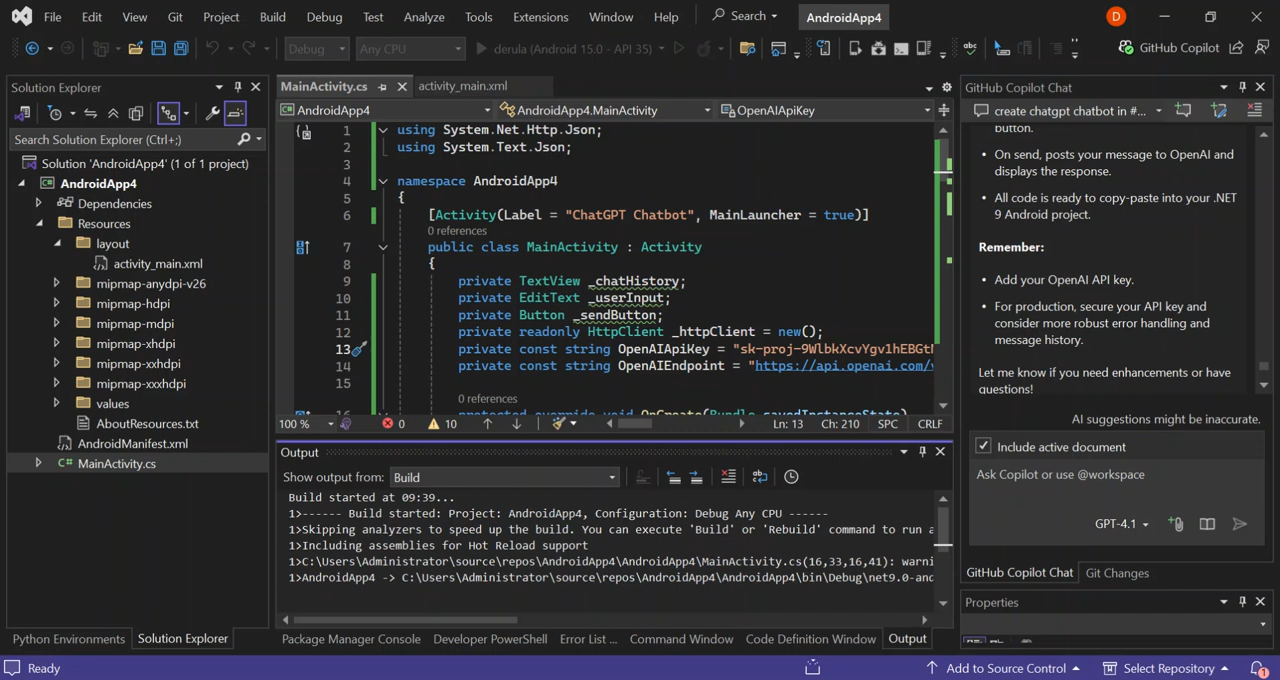 File Edit View Git Project Build Debug Test Analyze Tools Extensions Window Help Search AndroidApp4 D
Debug Any CPU derula (Android 15.0 - API 35) GitHub Copilot
Solution Explorer
Search Solution Explorer (Ctrl+;)
Solution 'AndroidApp4' (1 of 1 project)
AndroidApp4
Dependencies
Resources
layout
activity_main.xml
mipmap-anydpi-v26
mipmap-hdpi
mipmap-mdpi
mipmap-xhdpi
mipmap-xxhdpi
mipmap-xxxhdpi
values
AboutResources.txt
AndroidManifest.xml
C# MainActivity.cs
Python Environments Solution Explorer
MainActivity.cs activity_main.xml
AndroidApp4 AndroidApp4.MainActivity OpenAIApiKey
1 using System.Net.Http.Json;
2 using System.Text.Json;
3
4 namespace AndroidApp4
5 {
6 [Activity(Label = "ChatGPT Chatbot", MainLauncher = true)]
0 references
7 public class MainActivity : Activity
8 {
9 private TextView _chatHistory;
10 private EditText _userInput;
11 private Button _sendButton;
12 private readonly HttpClient _httpClient = new();
13 private const string OpenAIApiKey = "sk-proj-9WlbkXcvYgv1hEBGt
14 private const string OpenAIEndpoint = "https://api.openai.com/
15
0 references
16 protected override void OnCreate(Bundle savedInstanceState)
100 % 0 10 Ln: 13 Ch: 210 SPC CRLF
Output
Show output from: Build
Build started at 09:39...
1>------ Build started: Project: AndroidApp4, Configuration: Debug Any CPU ------
1>Skipping analyzers to speed up the build. You can execute 'Build' or 'Rebuild' command to run a
1>Including assemblies for Hot Reload support
1>C:\Users\Administrator\source\repos\AndroidApp4\AndroidApp4\MainActivity.cs(16,33,16,41): warni
1>AndroidApp4 -> C:\Users\Administrator\source\repos\AndroidApp4\AndroidApp4\bin\Debug\net9.0-and
Package Manager Console Developer PowerShell Error List ... Command Window Code Definition Window Output
GitHub Copilot Chat
create chatgpt chatbot in #...
button.
• On send, posts your message to OpenAI and
displays the response.
• All code is ready to copy-paste into your .NET
9 Android project.
Remember:
• Add your OpenAI API key.
• For production, secure your API key and
consider more robust error handling and
message history.
Let me know if you need enhancements or have
questions!
AI suggestions might be inaccurate.
Include active document
Ask Copilot or use @workspace
GPT-4.1
GitHub Copilot Chat Git Changes
Properties
Ready Add to Source Control Select Repository 1